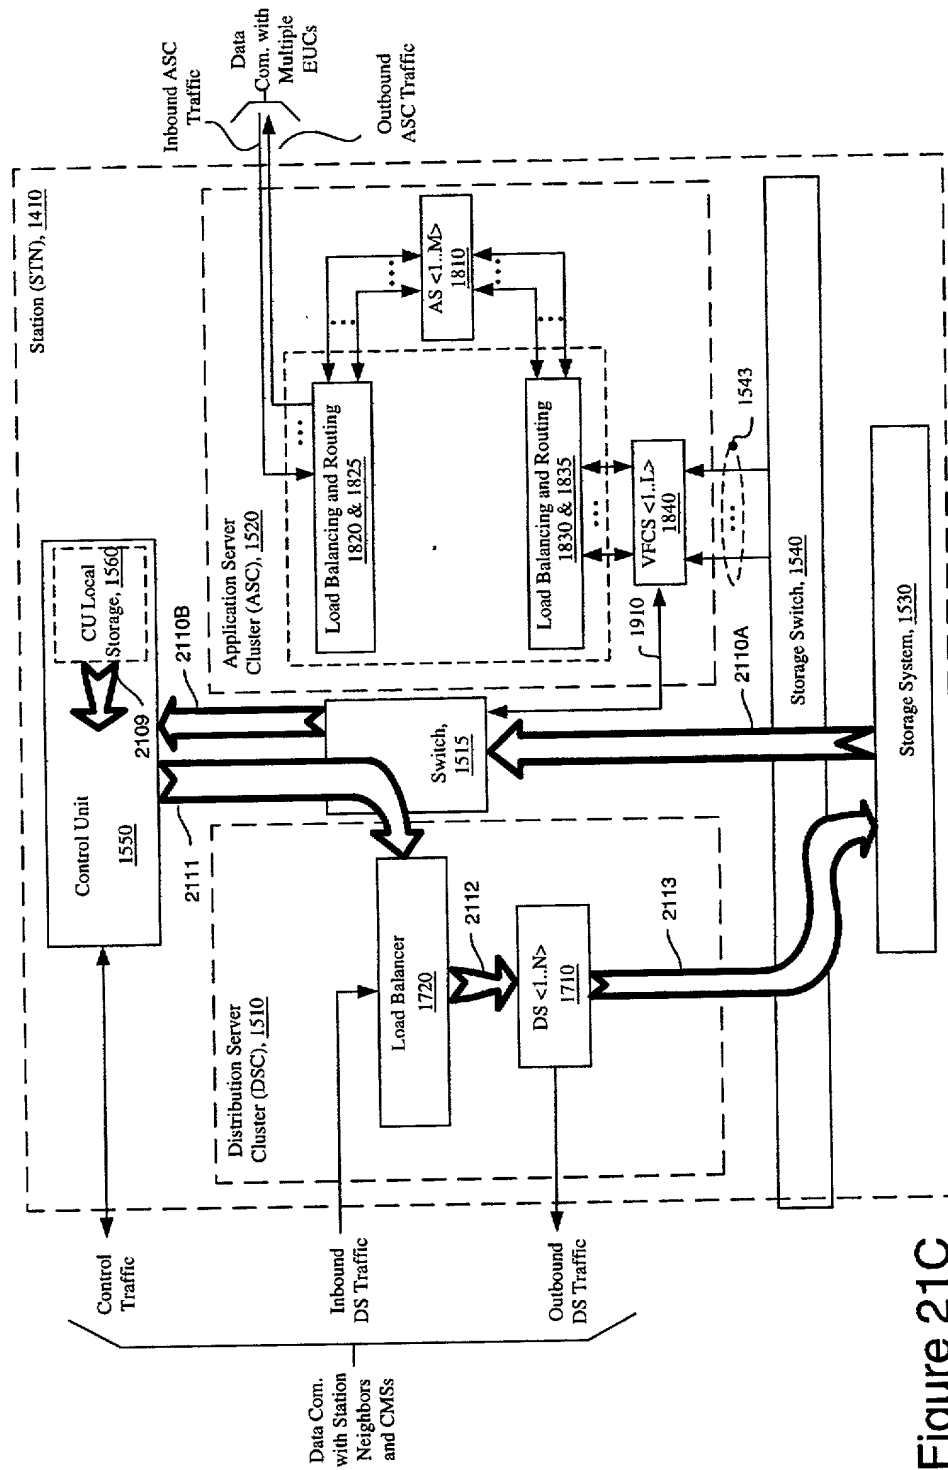 Station (STN), 1410
Control Unit
1550
CU Local
Storage, 1560
2109
2110B
2111
Control
Traffic
Distribution Server
Cluster (DSC), 1510
Load Balancer
1720
2112
DS <1..N>
1710
2113
Inbound
DS Traffic
Outbound
DS Traffic
Data Com.
with Station
Neighbors
and CMSs
Switch,
1515
1910
2110A
Application Server
Cluster (ASC), 1520
Load Balancing and Routing
1820 & 1825
AS <1..M>
1810
Load Balancing and Routing
1830 & 1835
VFCS <1..L>
1840
1543
Inbound ASC
Traffic
Data
Com. with
Multiple
EUCs
Outbound
ASC Traffic
Storage Switch, 1540
Storage System, 1530
Figure 21C